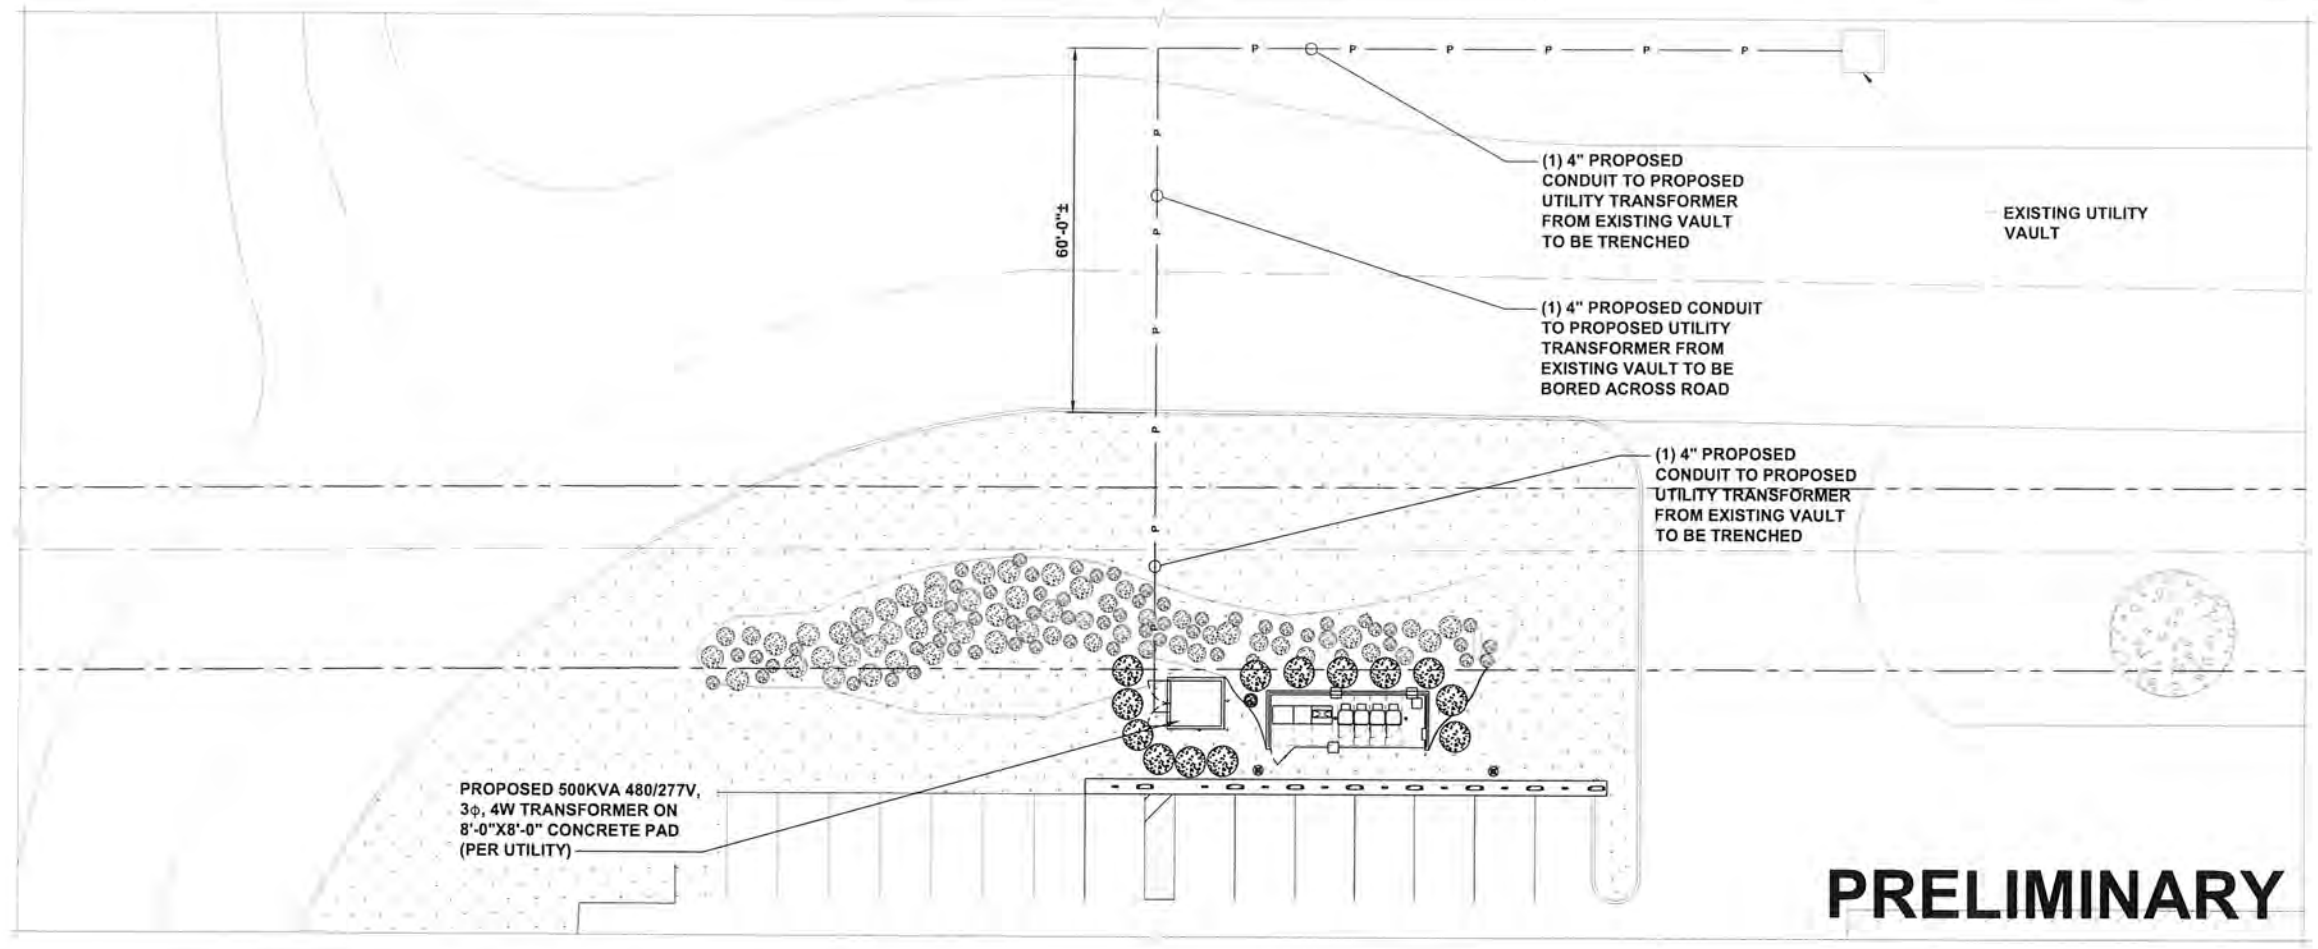 P P P P P P
P
(1) 4" PROPOSED
CONDUIT TO PROPOSED
UTILITY TRANSFORMER
FROM EXISTING VAULT
TO BE TRENCHED
EXISTING UTILITY
VAULT
60'-0"±
P
(1) 4" PROPOSED CONDUIT
TO PROPOSED UTILITY
TRANSFORMER FROM
EXISTING VAULT TO BE
BORED ACROSS ROAD
P
P
(1) 4" PROPOSED
CONDUIT TO PROPOSED
UTILITY TRANSFORMER
FROM EXISTING VAULT
TO BE TRENCHED
P
P
PROPOSED 500KVA 480/277V,
3ϕ, 4W TRANSFORMER ON
8'-0"X8'-0" CONCRETE PAD
(PER UTILITY)
PRELIMINARY